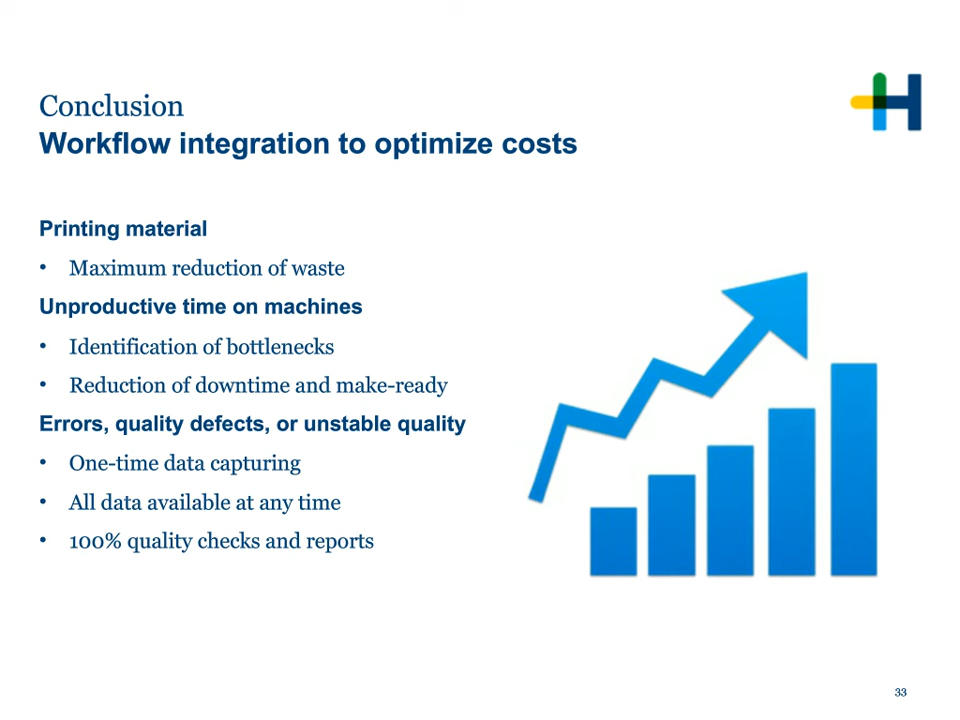 Conclusion
Workflow integration to optimize costs
Printing material
• Maximum reduction of waste
Unproductive time on machines
• Identification of bottlenecks
• Reduction of downtime and make-ready
Errors, quality defects, or unstable quality
• One-time data capturing
• All data available at any time
• 100% quality checks and reports
33